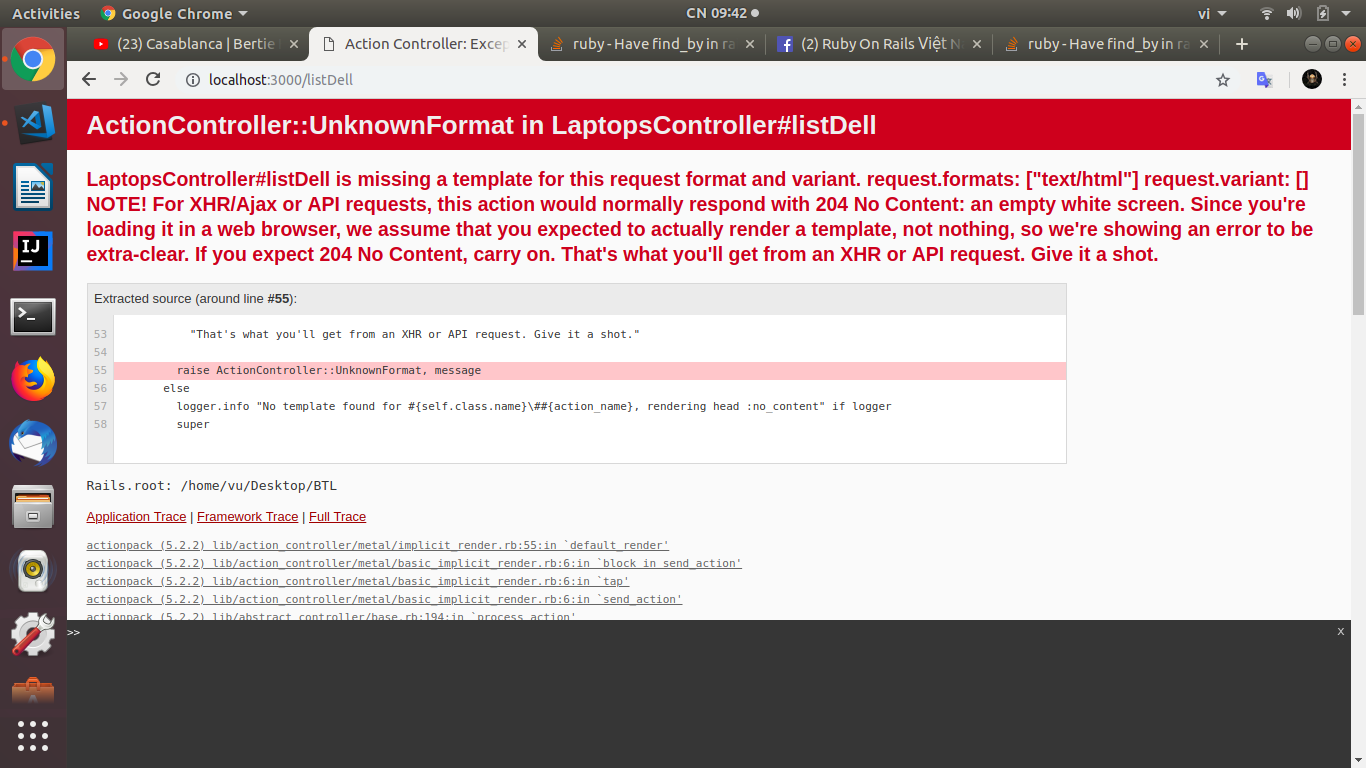 Activities Google Chrome CN 09:42 vi
(23) Casablanca | Bertie Action Controller: Excep ruby - Have find_by in ra (2) Ruby On Rails Việt N ruby - Have find_by in ra
localhost:3000/listDell
ActionController::UnknownFormat in LaptopsController#listDell
LaptopsController#listDell is missing a template for this request format and variant. request.formats: ["text/html"] request.variant: []
NOTE! For XHR/Ajax or API requests, this action would normally respond with 204 No Content: an empty white screen. Since you're
loading it in a web browser, we assume that you expected to actually render a template, not nothing, so we're showing an error to be
extra-clear. If you expect 204 No Content, carry on. That's what you'll get from an XHR or API request. Give it a shot.
Extracted source (around line #55):
53 "That's what you'll get from an XHR or API request. Give it a shot."
54
55 raise ActionController::UnknownFormat, message
56 else
57 logger.info "No template found for #{self.class.name}\##{action_name}, rendering head :no_content" if logger
58 super
Rails.root: /home/vu/Desktop/BTL
Application Trace | Framework Trace | Full Trace
actionpack (5.2.2) lib/action_controller/metal/implicit_render.rb:55:in `default_render'
actionpack (5.2.2) lib/action_controller/metal/basic_implicit_render.rb:6:in `block in send_action'
actionpack (5.2.2) lib/action_controller/metal/basic_implicit_render.rb:6:in `tap'
actionpack (5.2.2) lib/action_controller/metal/basic_implicit_render.rb:6:in `send_action'
actionpack (5.2.2) lib/abstract_controller/base.rb:194:in `process_action'
>> x